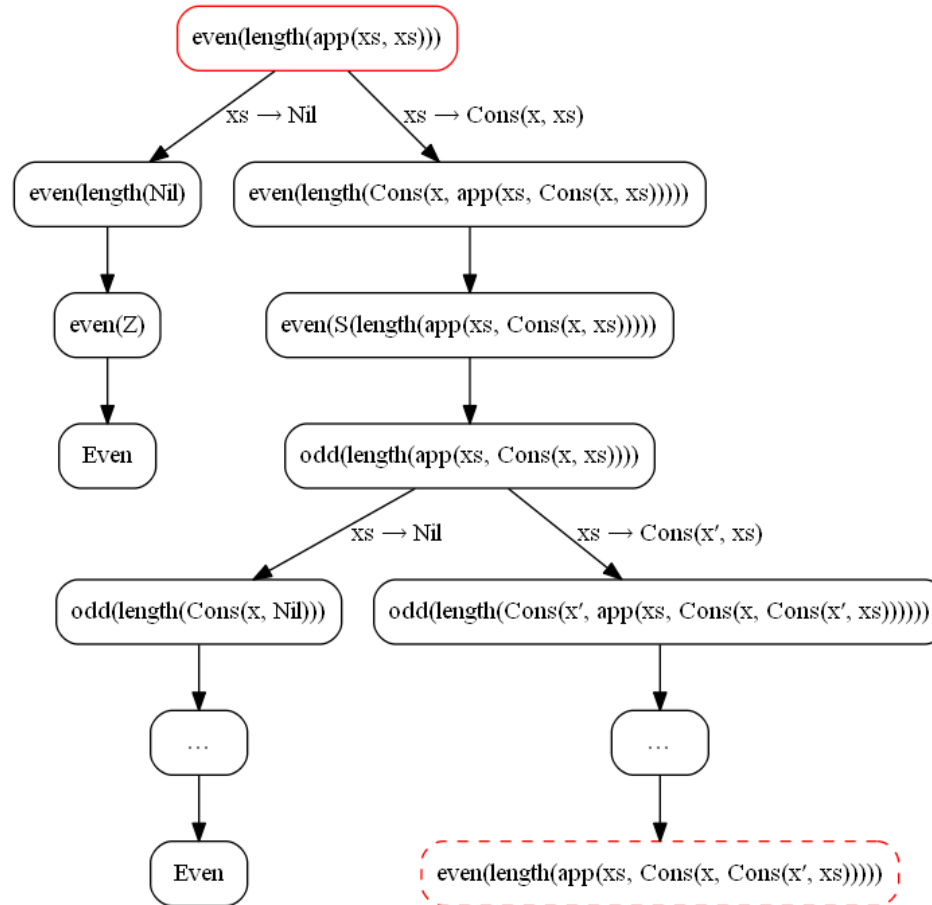 even(length(app(xs, xs)))
xs → Nil
xs → Cons(x, xs)
even(length(Nil)
even(length(Cons(x, app(xs, Cons(x, xs)))))
even(Z)
even(S(length(app(xs, Cons(x, xs)))))
Even
odd(length(app(xs, Cons(x, xs))))
xs → Nil
xs → Cons(x′, xs)
odd(length(Cons(x, Nil)))
odd(length(Cons(x′, app(xs, Cons(x, Cons(x′, xs))))))
…
…
Even
even(length(app(xs, Cons(x, Cons(x′, xs)))))